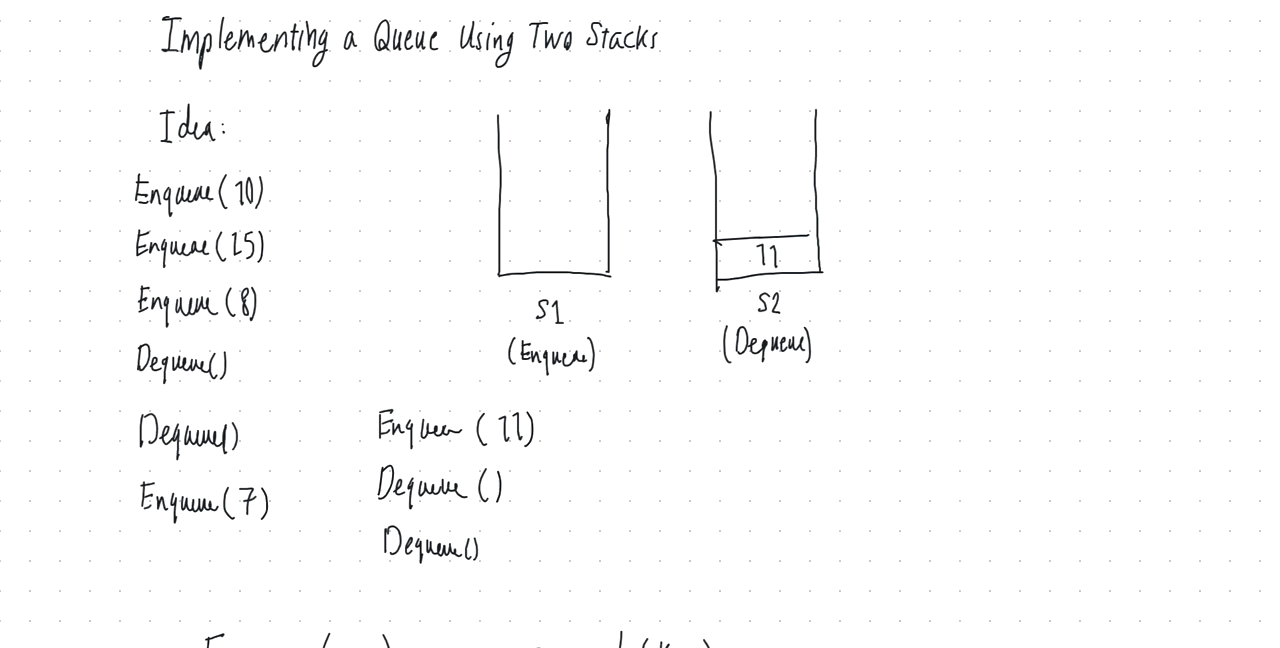 Implementing a Queue Using Two Stacks
Idea:
Enqueue(10)
Enqueue(15)
Enqueue(8)
Dequeue()
Dequeue()
Enqueue(7)
Enqueue(11)
Dequeue()
Dequeue()
11
S1
(Enqueue)
S2
(Dequeue)